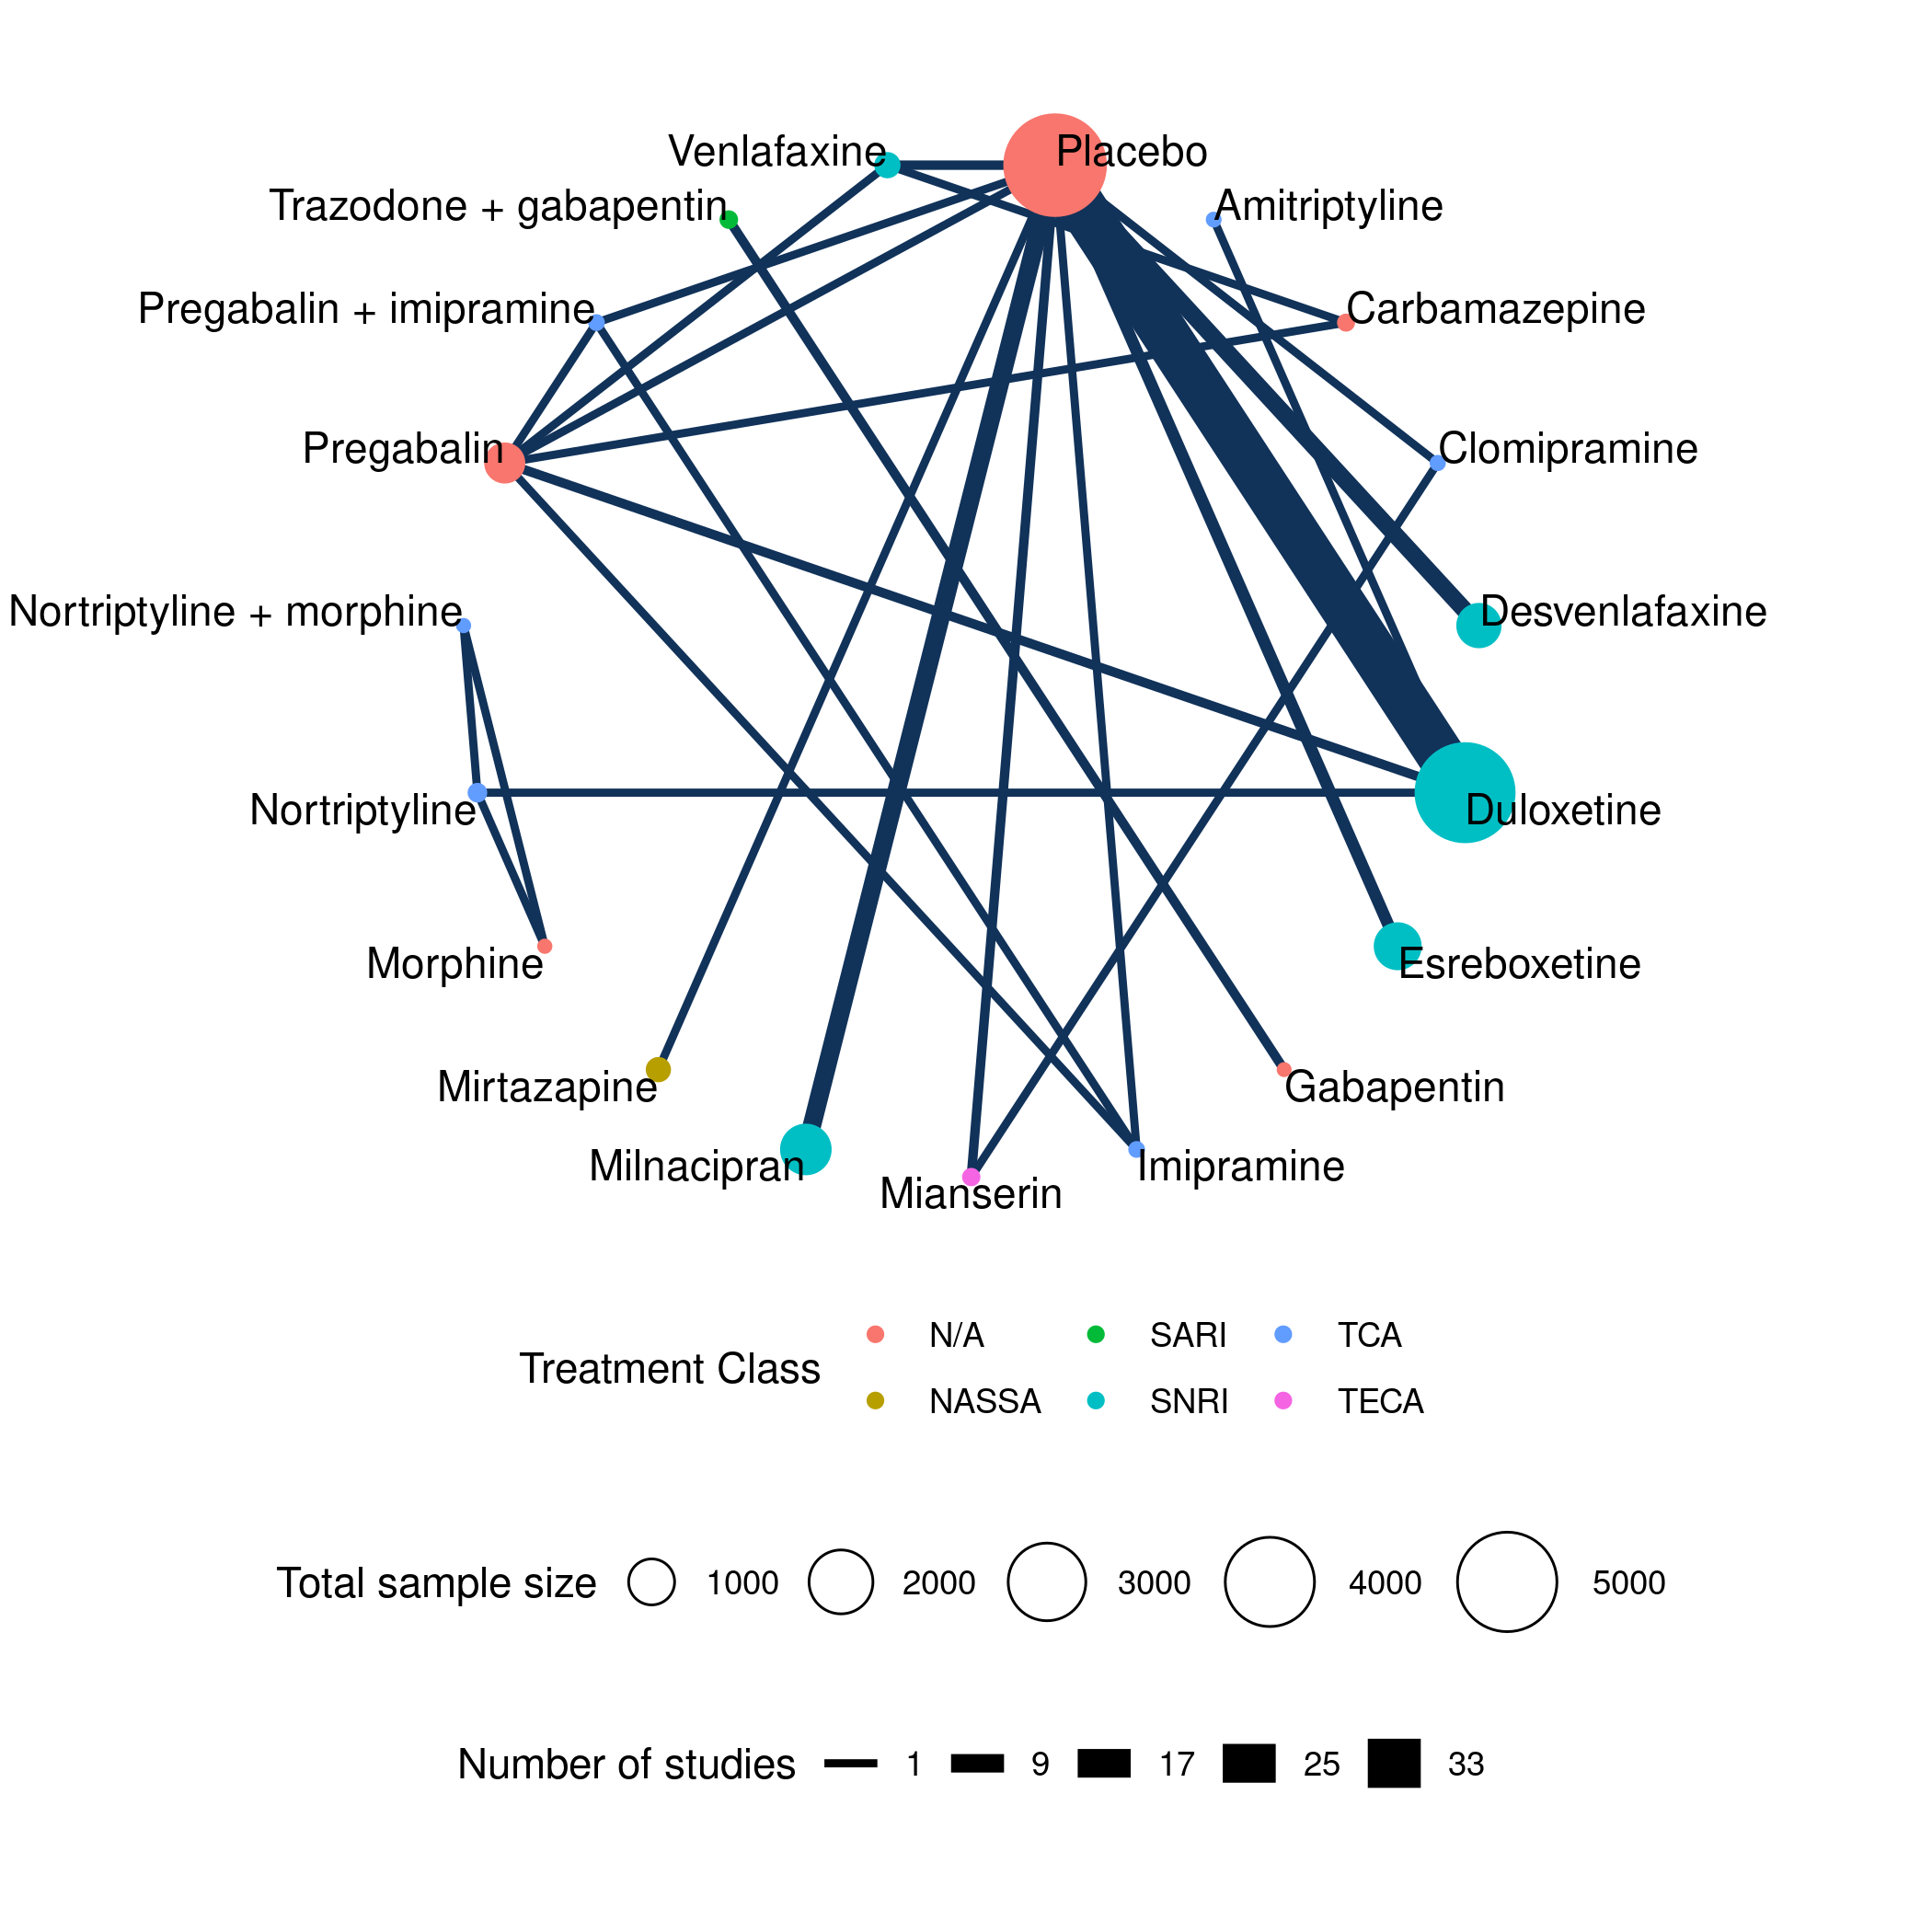 Venlafaxine Placebo
Trazodone + gabapentin Amitriptyline
Pregabalin + imipramine Carbamazepine
Pregabalin Clomipramine
Nortriptyline + morphine Desvenlafaxine
Nortriptyline Duloxetine
Morphine Esreboxetine
Mirtazapine Gabapentin
Milnacipran Imipramine
Mianserin
Treatment Class
N/A SARI TCA
NASSA SNRI TECA
Total sample size 1000 2000 3000 4000 5000
Number of studies 1 9 17 25 33